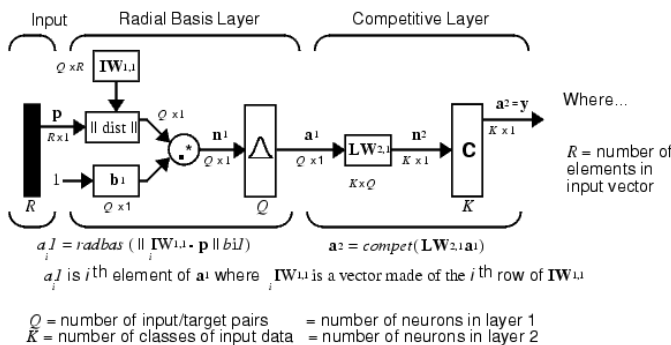 Input Radial Basis Layer Competitive Layer
Q xR IW1,1
p R x 1 || dist || Q x 1
n1 Q x 1 a1 Q x 1 LW2,1 n2 K x 1 C a2 = y K x 1
.*
1 b1 Q x 1
K x Q
R Q K
Where...
R = number of
elements in
input vector
ai1 = radbas ( || iIW1,1 - p || bi1) a2 = compet(LW2,1a1)
ai1 is i th element of a1 where iIW1,1 is a vector made of the i th row of IW1,1
Q = number of input/target pairs = number of neurons in layer 1
K = number of classes of input data = number of neurons in layer 2